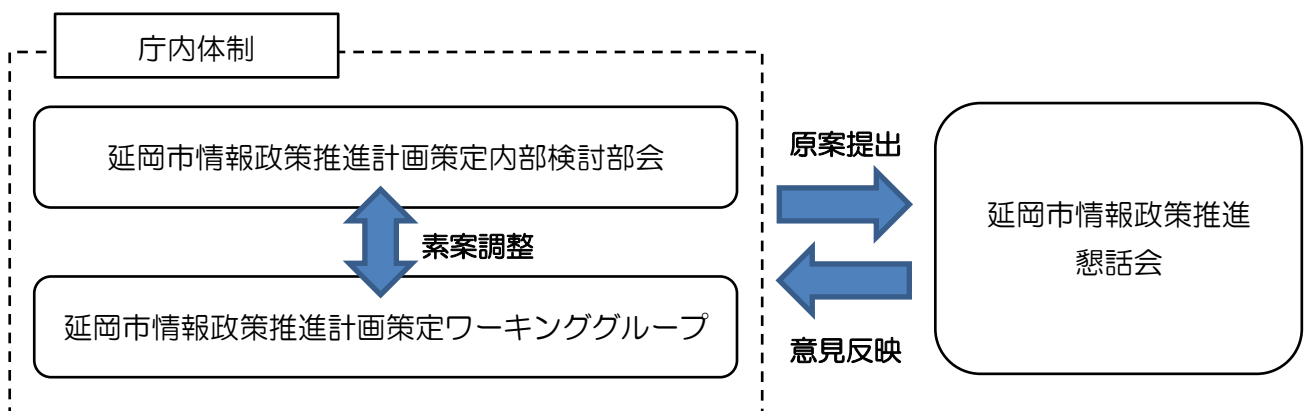 庁内体制
延岡市情報政策推進計画策定内部検討部会
素案調整
延岡市情報政策推進計画策定ワーキンググループ
原案提出
意見反映
延岡市情報政策推進
懇話会